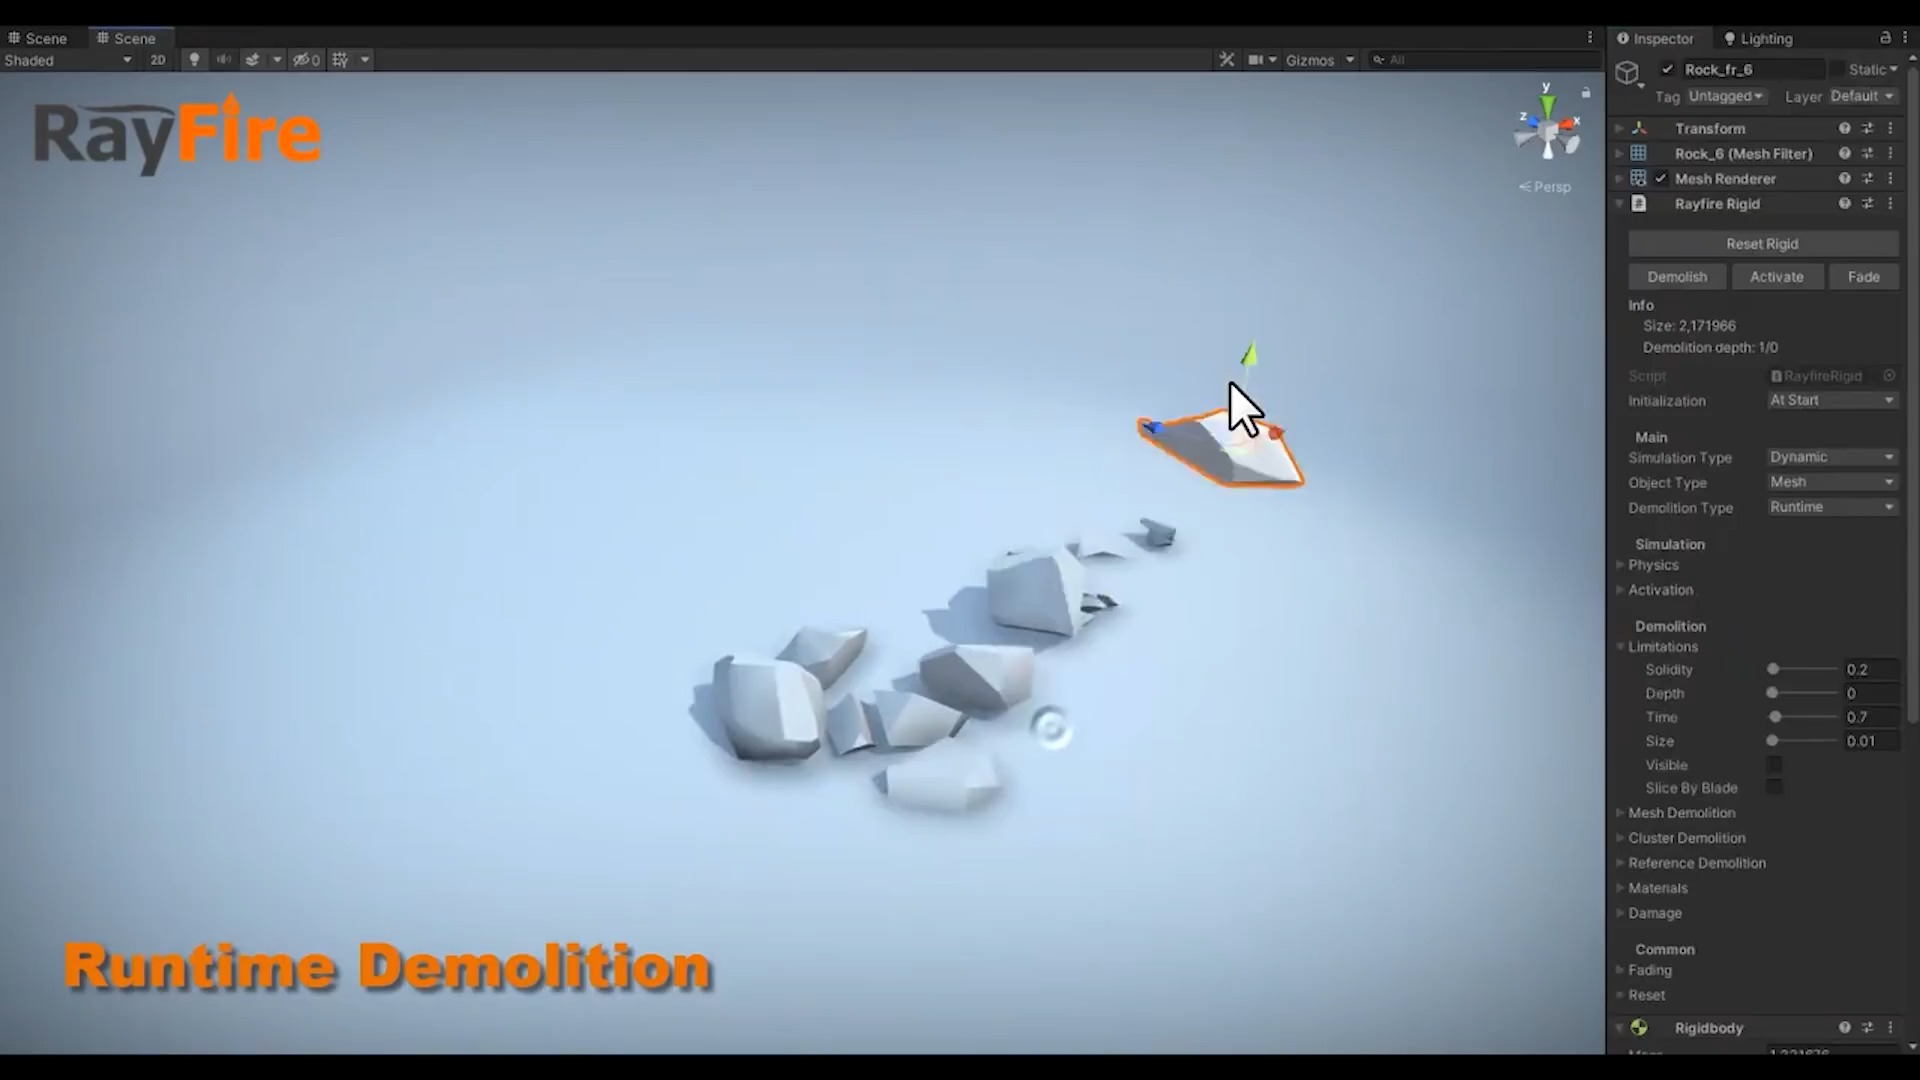 Scene
Scene
Shaded
2D
0
Gizmos
All
RayFire
y
z
x
Persp
Runtime Demolition
Inspector
Lighting
Rock_fr_6
Static
Tag Untagged Layer Default
Transform
Rock_6 (Mesh Filter)
Mesh Renderer
Rayfire Rigid
Reset Rigid
Demolish Activate Fade
Info
Size: 2,171966
Demolition depth: 1/0
Script RayfireRigid
Initialization At Start
Main
Simulation Type Dynamic
Object Type Mesh
Demolition Type Runtime
Simulation
Physics
Activation
Demolition
Limitations
Solidity 0.2
Depth 0
Time 0.7
Size 0.01
Visible
Slice By Blade
Mesh Demolition
Cluster Demolition
Reference Demolition
Materials
Damage
Common
Fading
Reset
Rigidbody